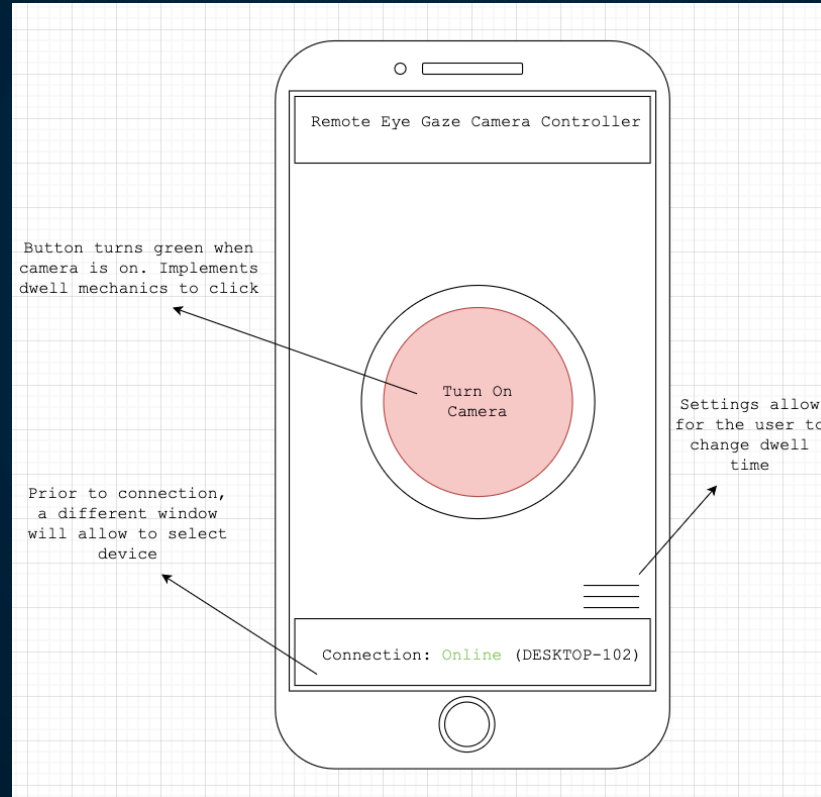 Remote Eye Gaze Camera Controller
Button turns green when
camera is on. Implements
dwell mechanics to click
Turn On
Camera
Settings allow
for the user to
change dwell
time
Prior to connection,
a different window
will allow to select
device
Connection: Online (DESKTOP-102)